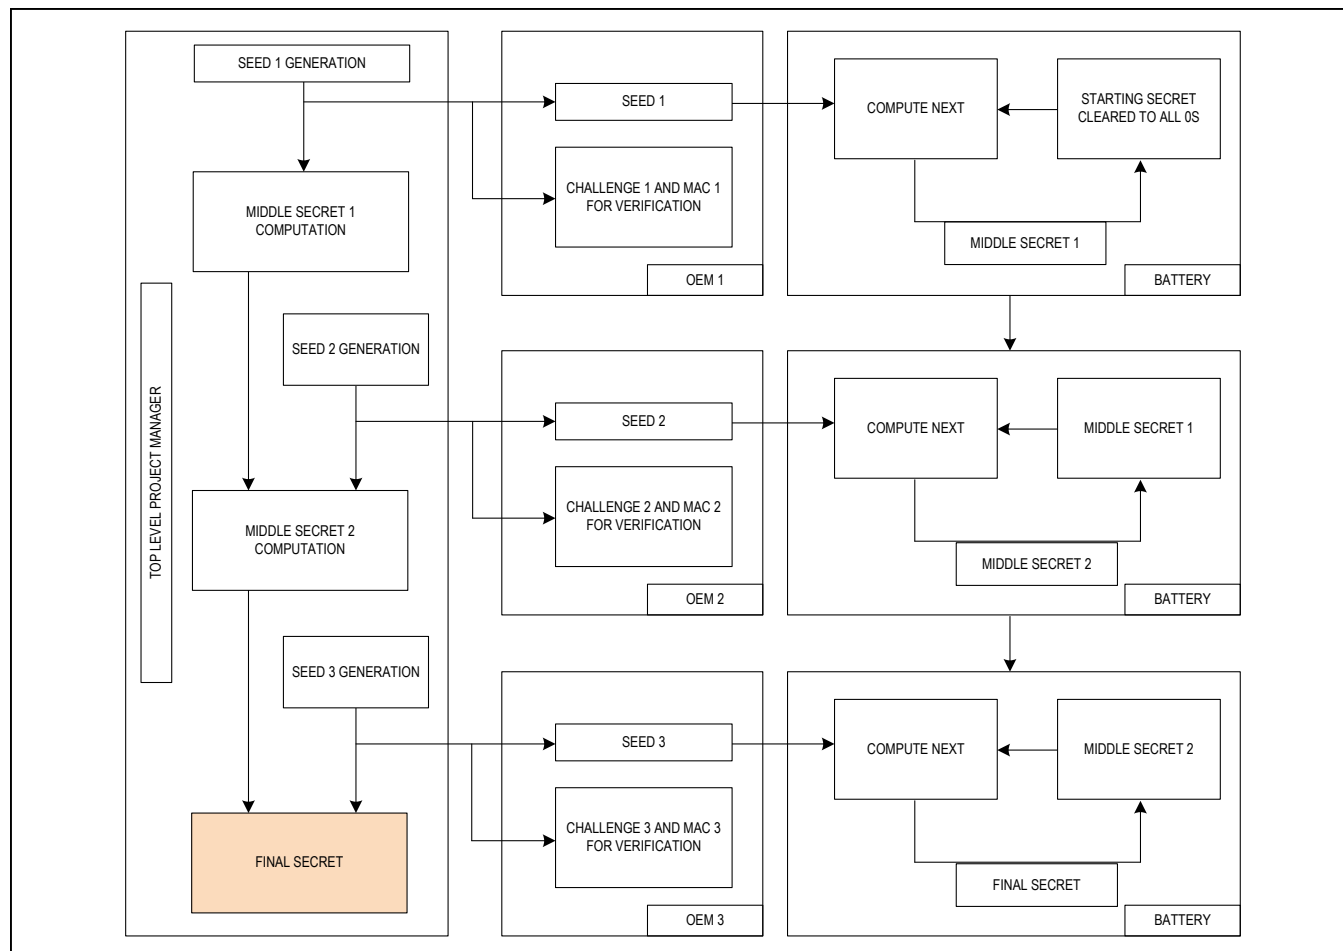 SEED 1 GENERATION
MIDDLE SECRET 1
COMPUTATION
SEED 2 GENERATION
TOP LEVEL PROJECT MANAGER
MIDDLE SECRET 2
COMPUTATION
SEED 3 GENERATION
FINAL SECRET
SEED 1
CHALLENGE 1 AND MAC 1
FOR VERIFICATION
OEM 1
COMPUTE NEXT
STARTING SECRET
CLEARED TO ALL 0S
MIDDLE SECRET 1
BATTERY
SEED 2
CHALLENGE 2 AND MAC 2
FOR VERIFICATION
OEM 2
COMPUTE NEXT
MIDDLE SECRET 1
MIDDLE SECRET 2
BATTERY
SEED 3
CHALLENGE 3 AND MAC 3
FOR VERIFICATION
OEM 3
COMPUTE NEXT
MIDDLE SECRET 2
FINAL SECRET
BATTERY